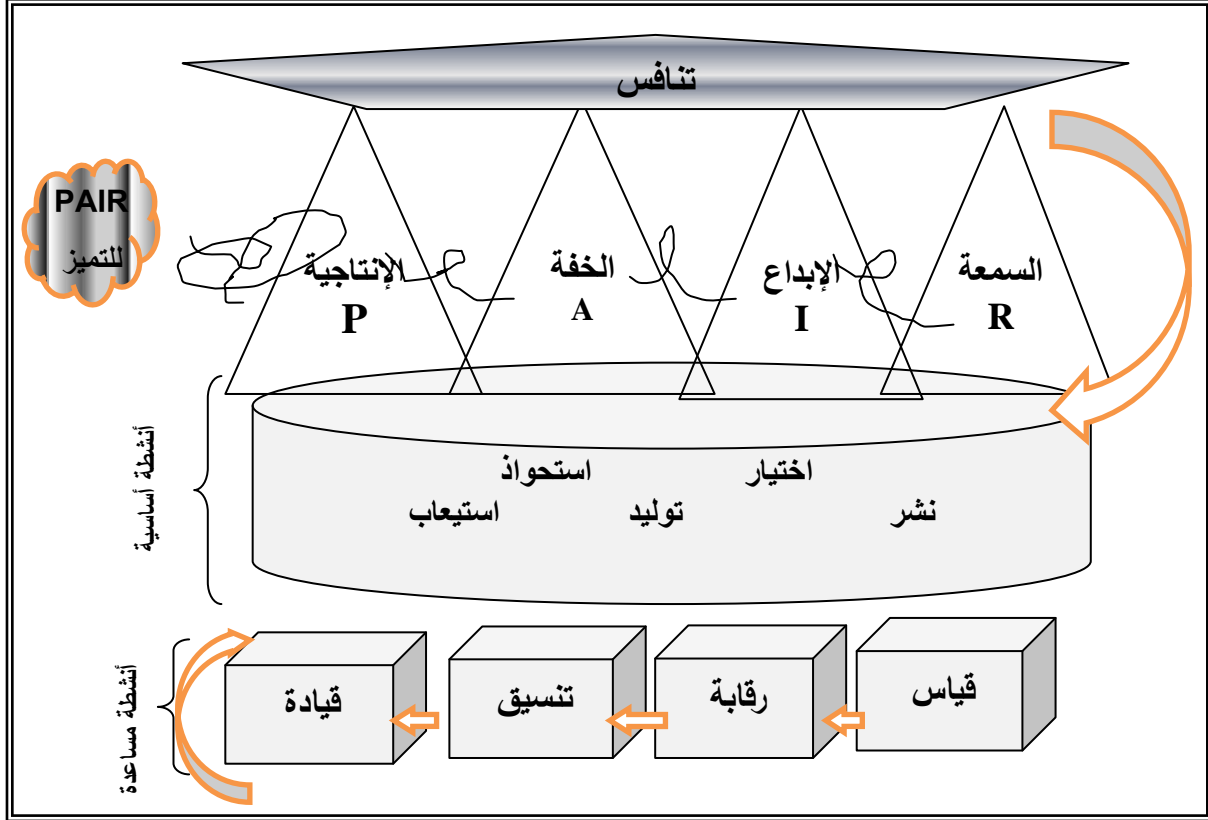 تنافس
PAIR
للتميز
السمعة
R
الإبداع
I
الخفة
A
الإنتاجية
P
أنشطة أساسية
اختيار
استحواذ
نشر
توليد
استيعاب
أنشطة مساعدة
قياس
رقابة
تنسيق
قيادة